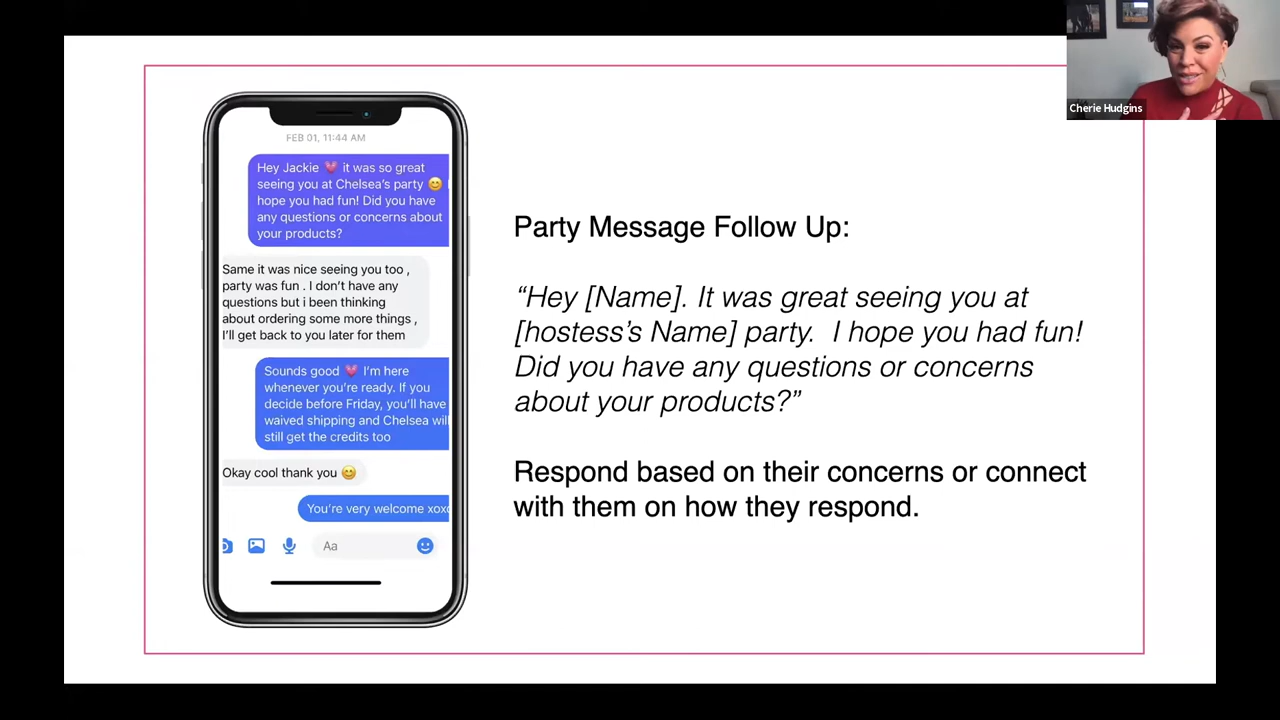 Cherie Hudgins
FEB 01, 11:44 AM
Hey Jackie 💗 it was so great
seeing you at Chelsea's party 😊
hope you had fun! Did you have
any questions or concerns about
your products?
Same it was nice seeing you too ,
party was fun . I don't have any
questions but i been thinking
about ordering some more things ,
I'll get back to you later for them
Sounds good 💗 I'm here
whenever you're ready. If you
decide before Friday, you'll have
waived shipping and Chelsea will
still get the credits too
Okay cool thank you 😊
You're very welcome xoxo
Aa
Party Message Follow Up:
“Hey [Name]. It was great seeing you at
[hostess's Name] party.  I hope you had fun!
Did you have any questions or concerns
about your products?”
Respond based on their concerns or connect
with them on how they respond.